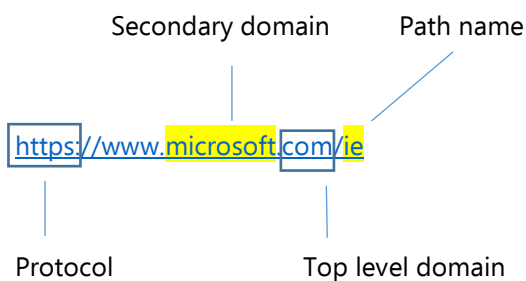 Secondary domain Path name
https://www.microsoft.com/ie
Protocol Top level domain